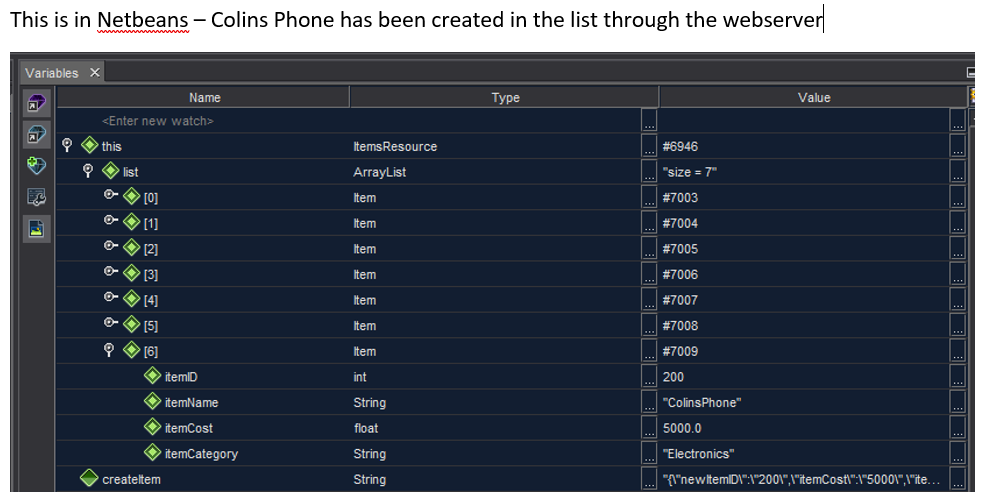 This is in Netbeans – Colins Phone has been created in the list through the webserver
Variables
Name Type Value
<Enter new watch> ... ...
this ItemsResource ... #6946 ...
list ArrayList ... "size = 7" ...
[0] Item ... #7003 ...
[1] Item ... #7004 ...
[2] Item ... #7005 ...
[3] Item ... #7006 ...
[4] Item ... #7007 ...
[5] Item ... #7008 ...
[6] Item ... #7009 ...
itemID int ... 200 ...
itemName String ... "ColinsPhone" ...
itemCost float ... 5000.0 ...
itemCategory String ... "Electronics" ...
createItem String ... "{\"newItemID\":\"200\",\"itemCost\":\"5000\",\"ite... ...